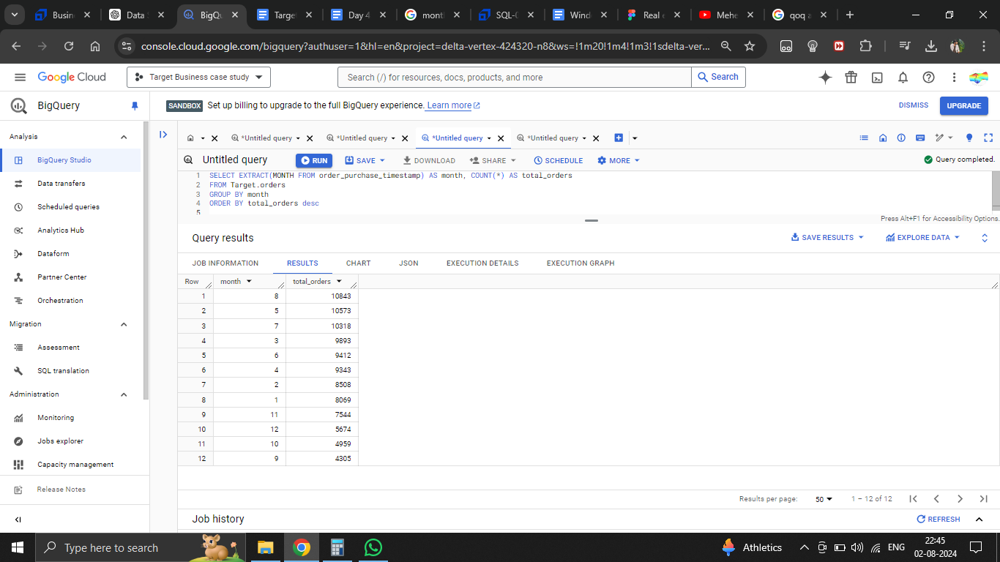 Busin
Data S
BigQ
Target
Day 4
mont
SQL-0
Wind
Real e
Mehe
qoq a
console.cloud.google.com/bigquery?authuser=1&hl=en&project=delta-vertex-424320-n8&ws=!1m20!1m4!1m3!1sdelta-ver...
Google Cloud
Target Business case study
Search (/) for resources, docs, products, and more
Search
BigQuery
SANDBOX Set up billing to upgrade to the full BigQuery experience. Learn more
DISMISS
UPGRADE
Analysis
BigQuery Studio
Data transfers
Scheduled queries
Analytics Hub
Dataform
Partner Center
Orchestration
Migration
Assessment
SQL translation
Administration
Monitoring
Jobs explorer
Capacity management
Release Notes
*Untitled query
*Untitled query
*Untitled query
*Untitled query
Untitled query
RUN
SAVE
DOWNLOAD
SHARE
SCHEDULE
MORE
Query completed.
1 SELECT EXTRACT(MONTH FROM order_purchase_timestamp) AS month, COUNT(*) AS total_orders
2 FROM Target.orders
3 GROUP BY month
4 ORDER BY total_orders desc
5
Press Alt+F1 for Accessibility Options.
Query results
SAVE RESULTS
EXPLORE DATA
JOB INFORMATION RESULTS CHART JSON EXECUTION DETAILS EXECUTION GRAPH
Row month total_orders
1 8 10843
2 5 10573
3 7 10318
4 3 9893
5 6 9412
6 4 9343
7 2 8508
8 1 8069
9 11 7544
10 12 5674
11 10 4959
12 9 4305
Results per page: 50 1 – 12 of 12
Job history
REFRESH
Type here to search
Athletics
ENG
22:45
02-08-2024